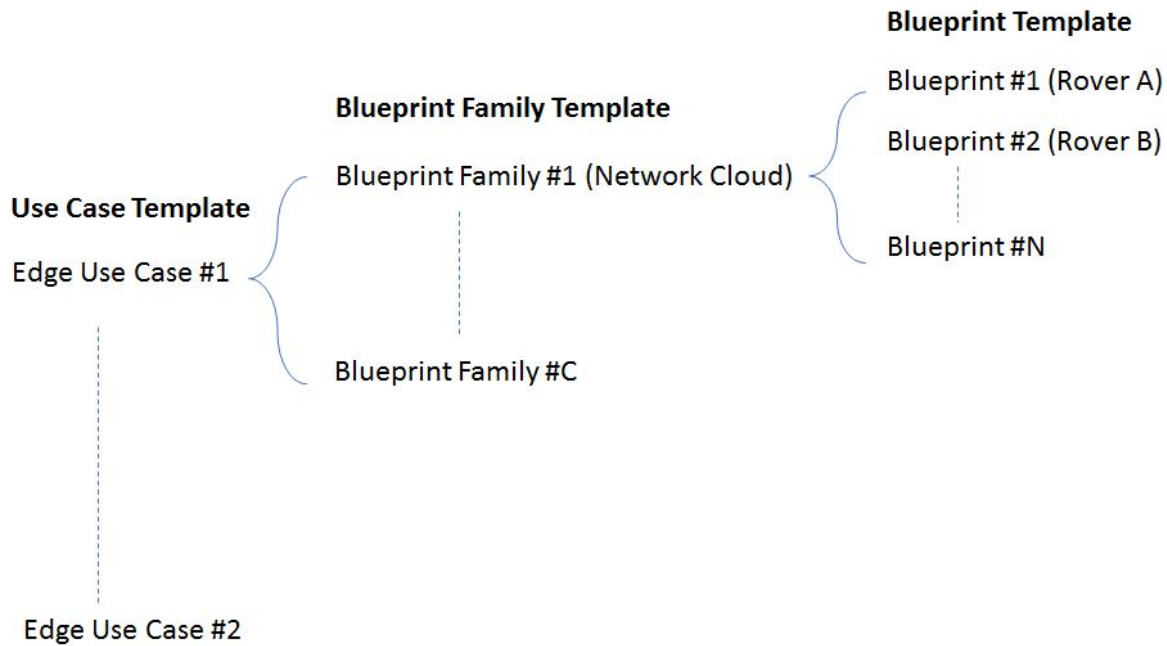 Use Case Template
Edge Use Case #1
Edge Use Case #2
Blueprint Family Template
Blueprint Family #1 (Network Cloud)
Blueprint Family #C
Blueprint Template
Blueprint #1 (Rover A)
Blueprint #2 (Rover B)
Blueprint #N